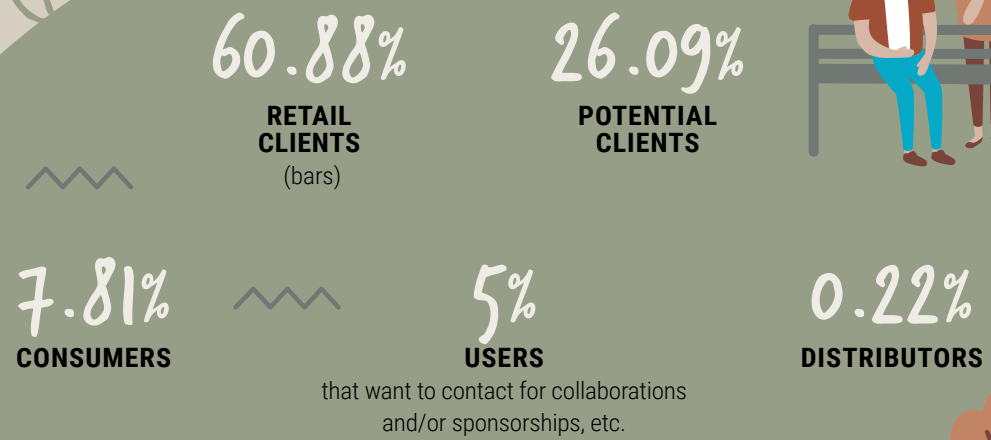 60.88%
26.09%
RETAIL
CLIENTS
(bars)
POTENTIAL
CLIENTS
7.81%
CONSUMERS
5%
USERS
that want to contact for collaborations
and/or sponsorships, etc.
0.22%
DISTRIBUTORS